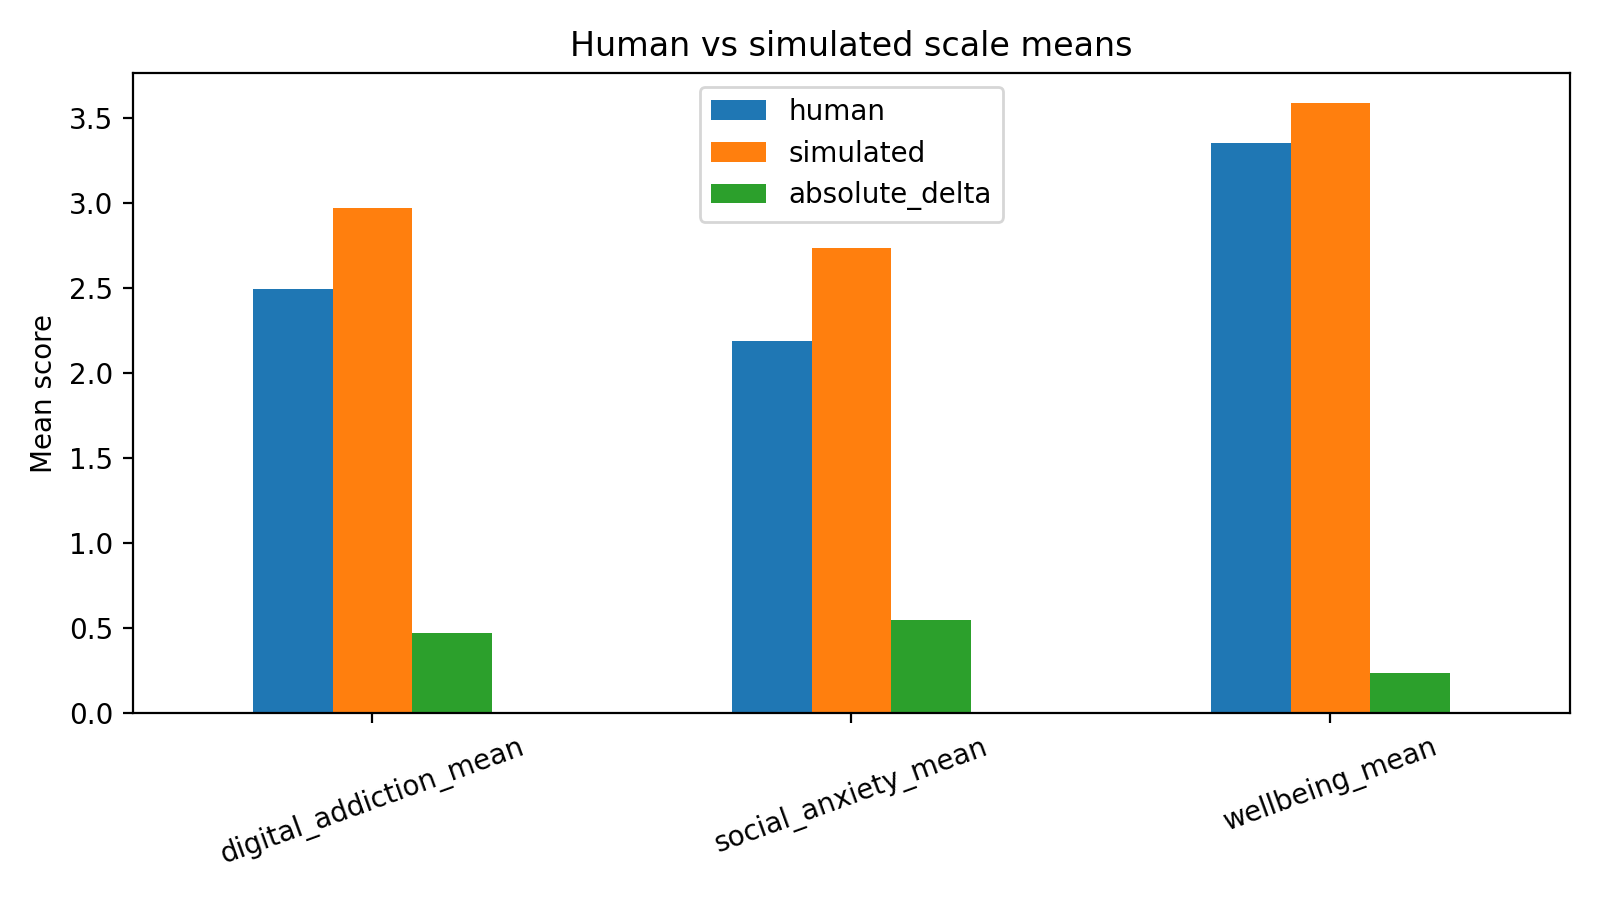 Human vs simulated scale means
human
simulated
absolute_delta
Mean score
3.5
3.0
2.5
2.0
1.5
1.0
0.5
0.0
digital_addiction_mean
social_anxiety_mean
wellbeing_mean